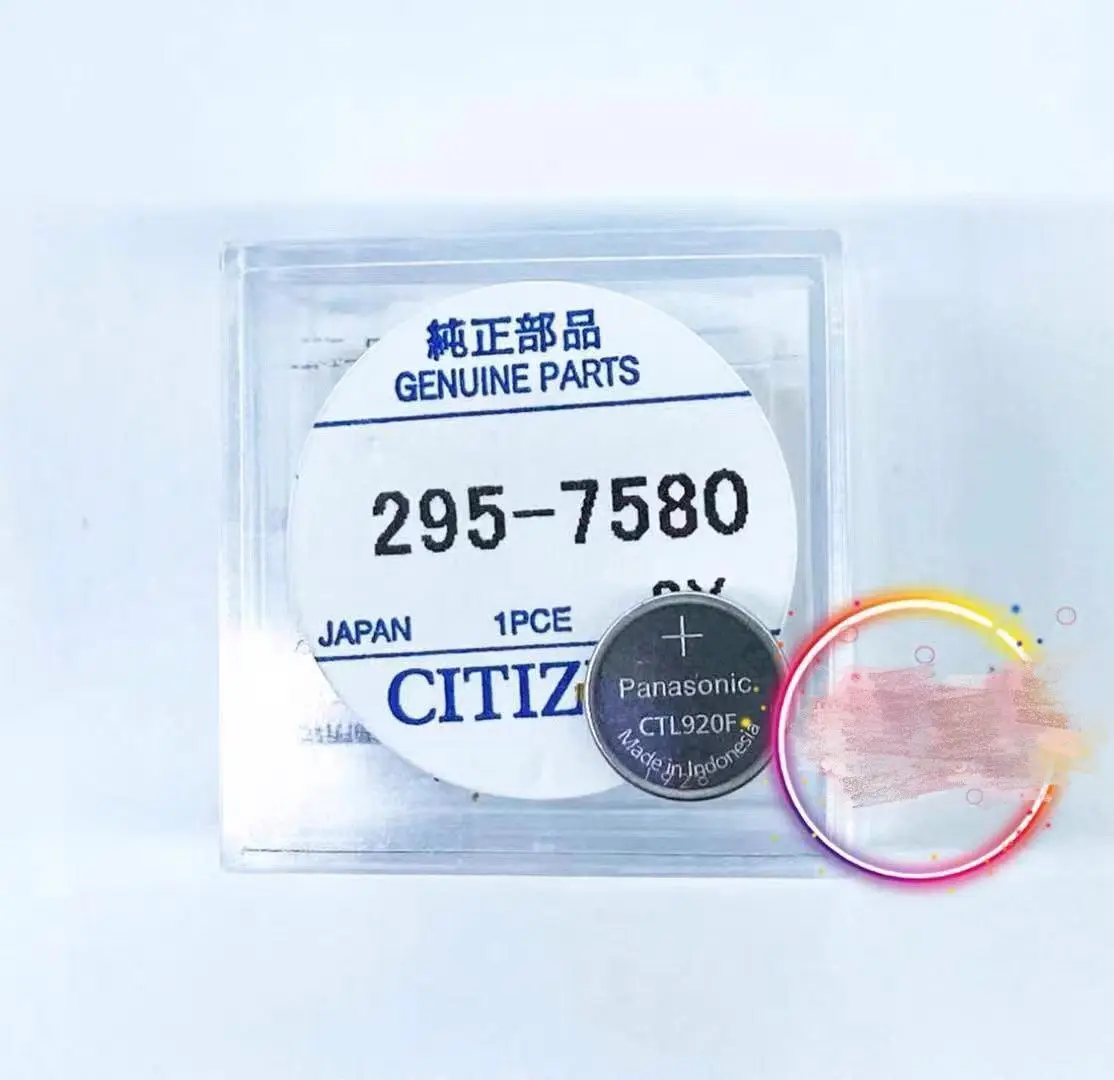 純正部品
GENUINE PARTS
295-7580
JAPAN 1PCE
CITIZ
+
Panasonic
CTL920F
Made in Indonesia